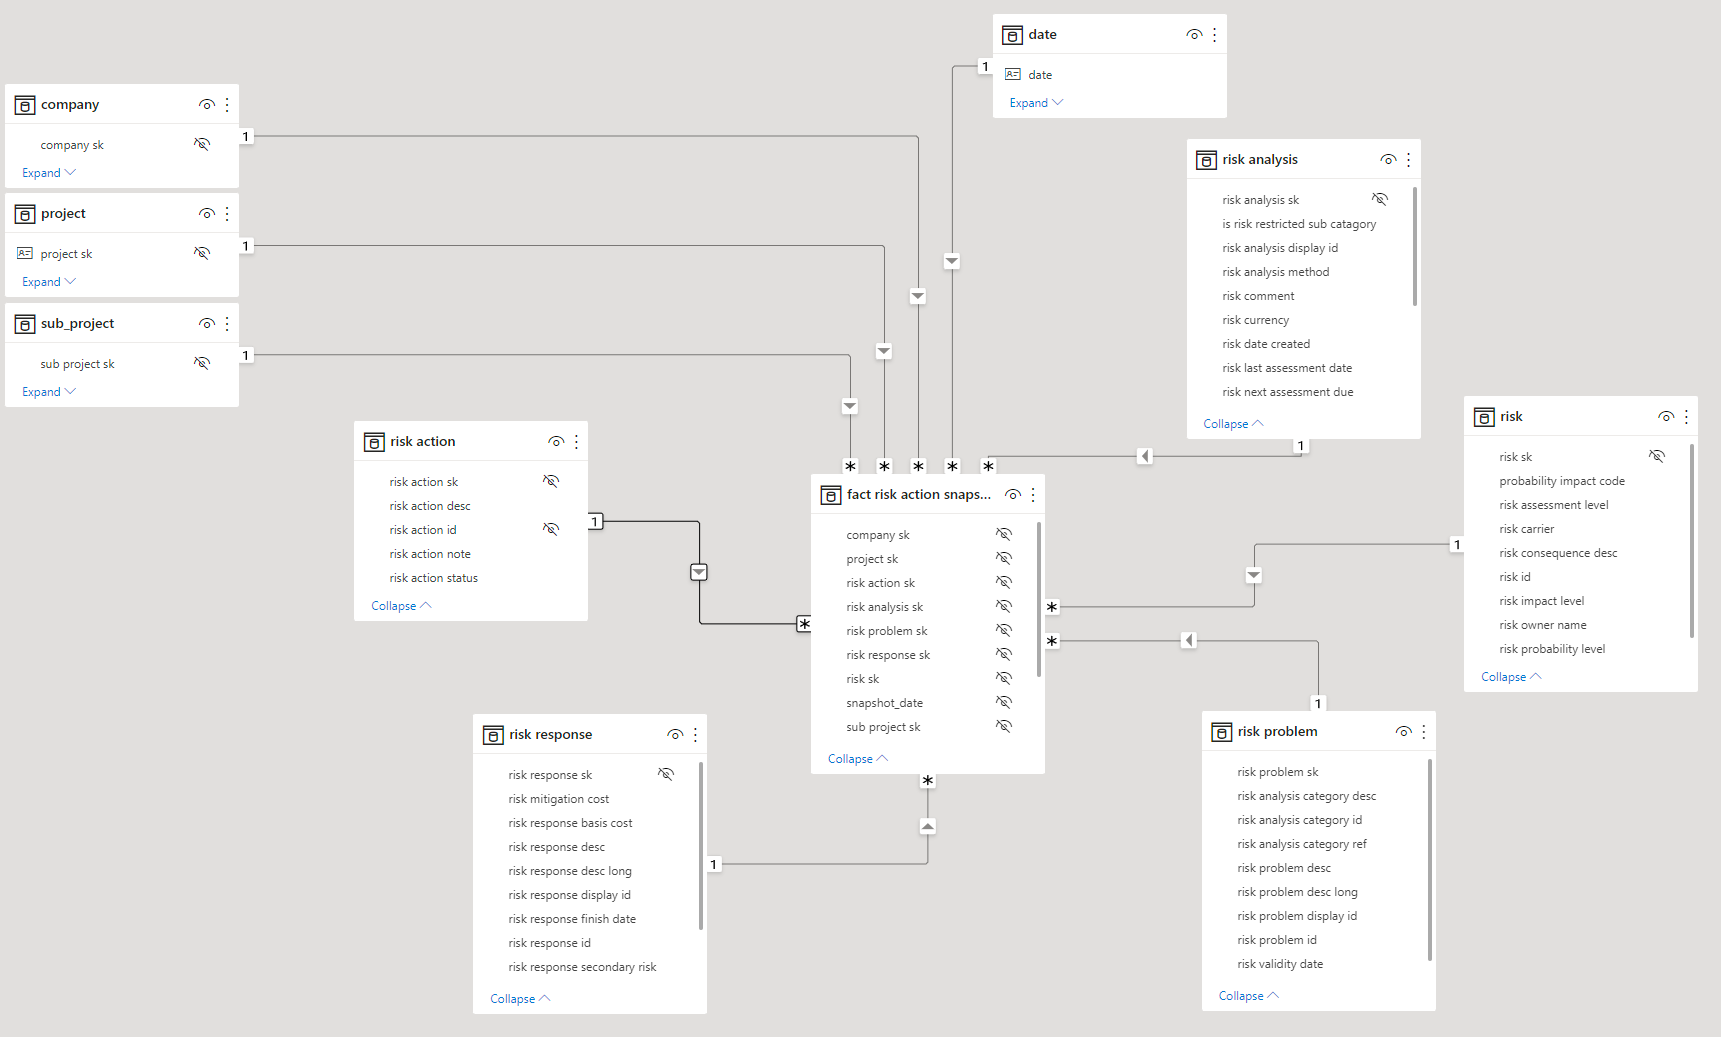 date
1
date
Expand
company
company sk
1
Expand
project
project sk
1
Expand
sub_project
sub project sk
1
Expand
risk analysis
risk analysis sk
is risk restricted sub catagory
risk analysis display id
risk analysis method
risk comment
risk currency
risk date created
risk last assessment date
risk next assessment due
Collapse
1
risk
risk sk
probability impact code
risk assessment level
risk carrier
risk consequence desc
risk id
risk impact level
risk owner name
risk probability level
Collapse
1
risk action
risk action sk
risk action desc
risk action id
risk action note
risk action status
Collapse
1
* * * * *
fact risk action snaps...
company sk
project sk
risk action sk
risk analysis sk
risk problem sk
risk response sk
risk sk
snapshot_date
sub project sk
Collapse
*
*
*
*
risk response
risk response sk
risk mitigation cost
risk response basis cost
risk response desc
risk response desc long
risk response display id
risk response finish date
risk response id
risk response secondary risk
Collapse
1
1
risk problem
risk problem sk
risk analysis category desc
risk analysis category id
risk analysis category ref
risk problem desc
risk problem desc long
risk problem display id
risk problem id
risk validity date
Collapse